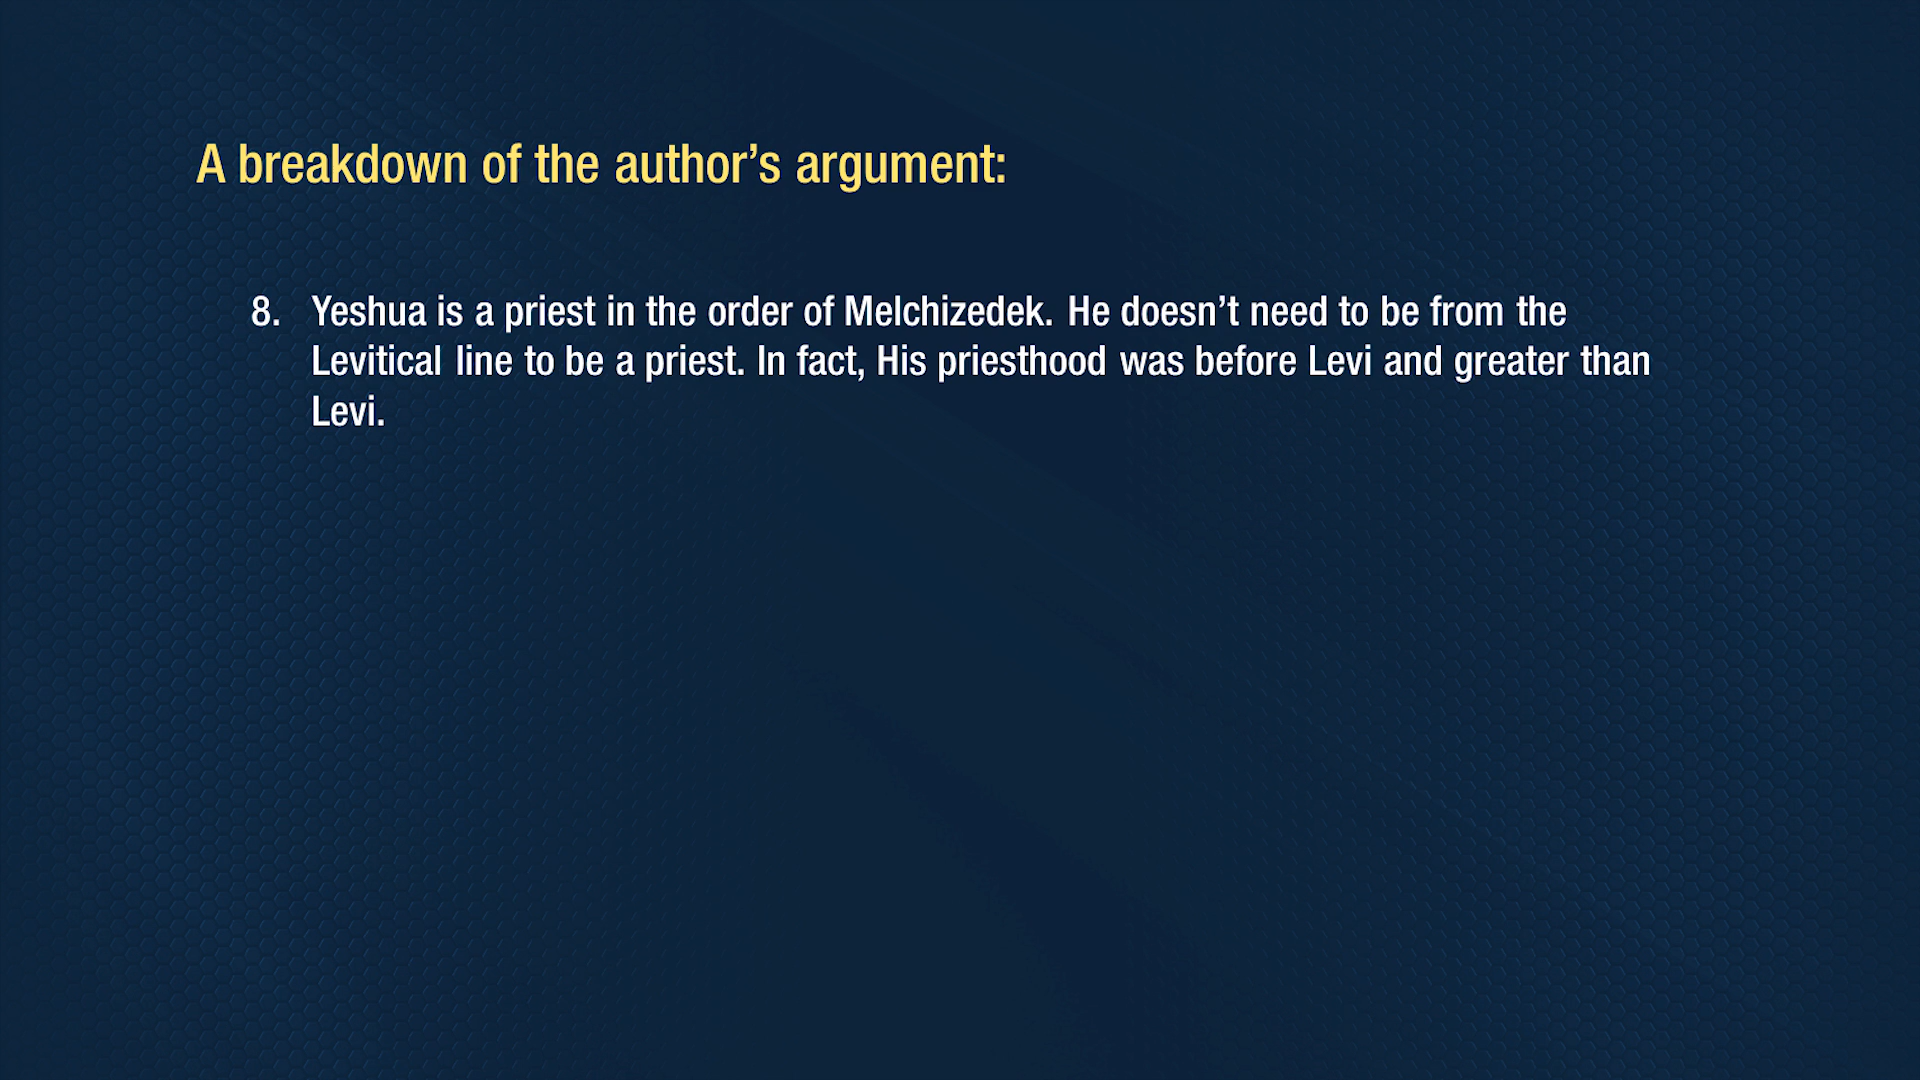 A breakdown of the author’s argument:
8. Yeshua is a priest in the order of Melchizedek. He doesn’t need to be from the
Levitical line to be a priest. In fact, His priesthood was before Levi and greater than
Levi.